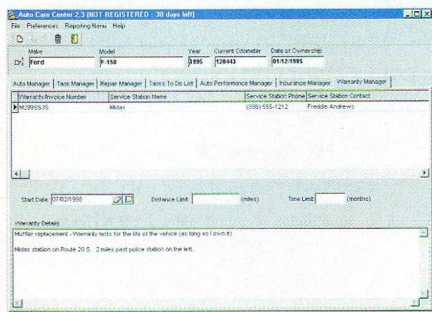 Auto Care Center 2.3 [NOT REGISTERED - 30 days left]
File Preferences Reporting Menu Help
Make Model Year Current Odometer Date of Ownership
Ford F-150 1995 128443 01/12/1995
Auto Manager Task Manager Repair Manager Tasks To Do List Auto Performance Manager Insurance Manager Warranty Manager
Warranty/Invoice Number Service Station Name Service Station Phone Service Station Contact
Midas (888) 555-1212 Freddie Andrews
Start Date: 07/02/1998 Distance Limit: (miles) Time Limit: (months)
Warranty Details
Muffler replacement - Warranty lasts for the life of the vehicle (as long as I own it)
Midas station on Route 20 S. 2 miles past police station on the left.